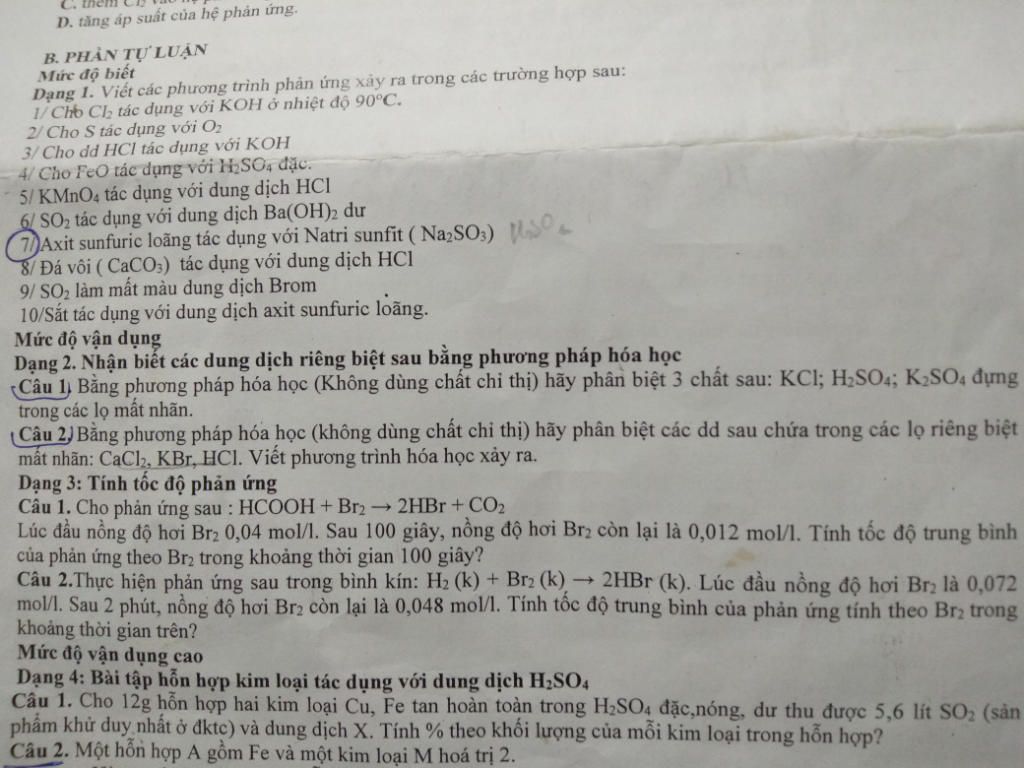 C. thêm Cl₂ vào hệ
D. tăng áp suất của hệ phản ứng.
B. PHẦN TỰ LUẬN
Mức độ biết
Dạng 1. Viết các phương trình phản ứng xảy ra trong các trường hợp sau:
1/ Cho Cl₂ tác dụng với KOH ở nhiệt độ 90°C.
2/ Cho S tác dụng với O₂
3/ Cho dd HCl tác dụng với KOH
4/ Cho FeO tác dụng với H₂SO₄ đặc.
5/ KMnO₄ tác dụng với dung dịch HCl
6/ SO₂ tác dụng với dung dịch Ba(OH)₂ dư
7/ Axit sunfuric loãng tác dụng với Natri sunfit ( Na₂SO₃)
8/ Đá vôi ( CaCO₃) tác dụng với dung dịch HCl
9/ SO₂ làm mất màu dung dịch Brom
10/Sắt tác dụng với dung dịch axit sunfuric loãng.
Mức độ vận dụng
Dạng 2. Nhận biết các dung dịch riêng biệt sau bằng phương pháp hóa học
Câu 1. Bằng phương pháp hóa học (Không dùng chất chỉ thị) hãy phân biệt 3 chất sau: KCl; H₂SO₄; K₂SO₄ đựng
trong các lọ mất nhãn.
Câu 2. Bằng phương pháp hóa học (không dùng chất chỉ thị) hãy phân biệt các dd sau chứa trong các lọ riêng biệt
mất nhãn: CaCl₂, KBr, HCl. Viết phương trình hóa học xảy ra.
Dạng 3: Tính tốc độ phản ứng
Câu 1. Cho phản ứng sau : HCOOH + Br₂ → 2HBr + CO₂
Lúc đầu nồng độ hơi Br₂ 0,04 mol/l. Sau 100 giây, nồng độ hơi Br₂ còn lại là 0,012 mol/l. Tính tốc độ trung bình
của phản ứng theo Br₂ trong khoảng thời gian 100 giây?
Câu 2.Thực hiện phản ứng sau trong bình kín: H₂ (k) + Br₂ (k) → 2HBr (k). Lúc đầu nồng độ hơi Br₂ là 0,072
mol/l. Sau 2 phút, nồng độ hơi Br₂ còn lại là 0,048 mol/l. Tính tốc độ trung bình của phản ứng tính theo Br₂ trong
khoảng thời gian trên?
Mức độ vận dụng cao
Dạng 4: Bài tập hỗn hợp kim loại tác dụng với dung dịch H₂SO₄
Câu 1. Cho 12g hỗn hợp hai kim loại Cu, Fe tan hoàn toàn trong H₂SO₄ đặc,nóng, dư thu được 5,6 lít SO₂ (sản
phẩm khử duy nhất ở đktc) và dung dịch X. Tính % theo khối lượng của mỗi kim loại trong hỗn hợp?
Câu 2. Một hỗn hợp A gồm Fe và một kim loại M hoá trị 2.